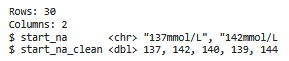 Rows: 30
Columns: 2
$ start_na       <chr> "137mmol/L", "142mmol/L
$ start_na_clean <dbl> 137, 142, 140, 139, 144